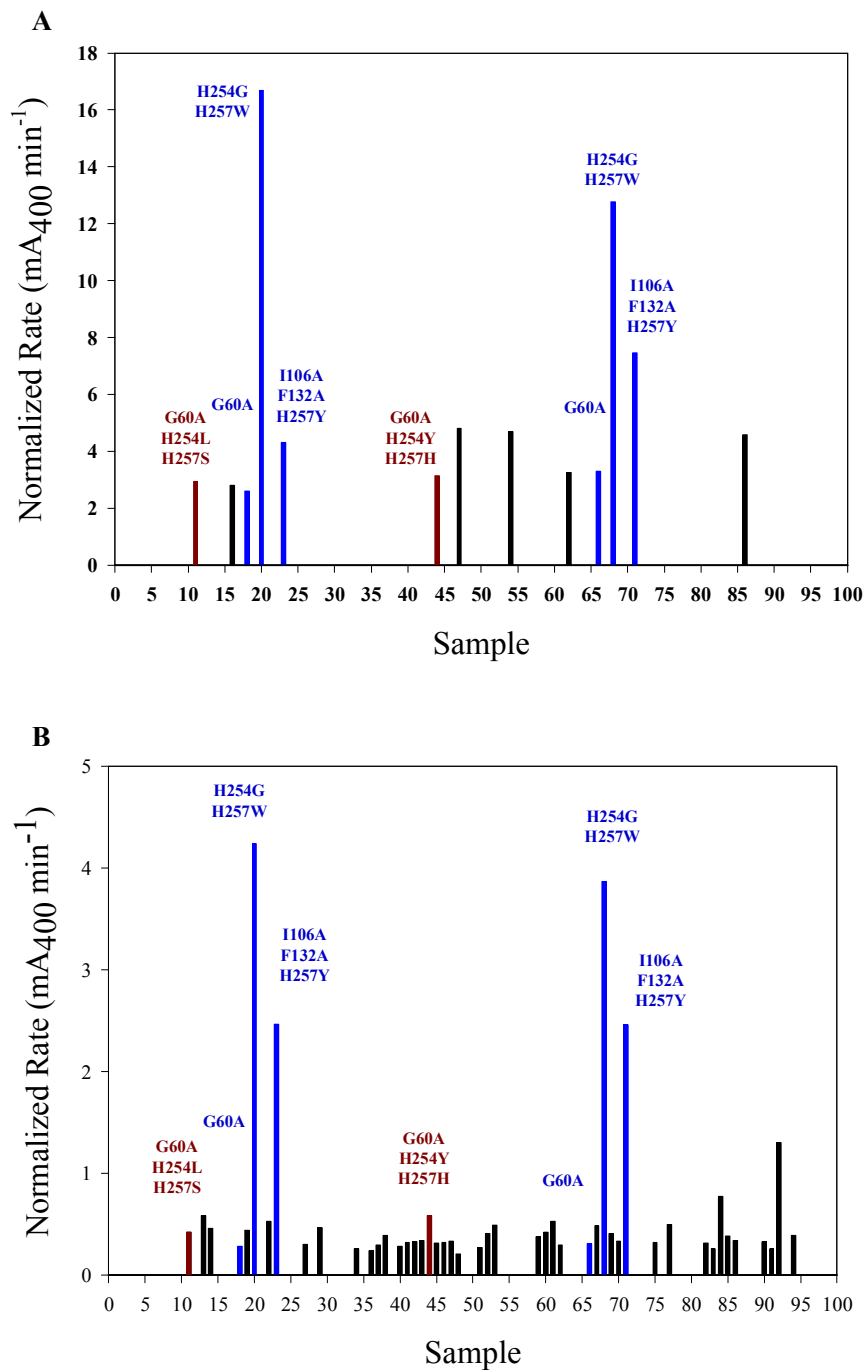 A
Normalized Rate (mA400 min-1)
18
16
14
12
10
8
6
4
2
0
H254G
H257W
G60A
H254L
H257S
G60A
I106A
F132A
H257Y
G60A
H254Y
H257H
H254G
H257W
G60A
I106A
F132A
H257Y
0 5 10 15 20 25 30 35 40 45 50 55 60 65 70 75 80 85 90 95 100
Sample
B
Normalized Rate (mA400 min-1)
5
4
3
2
1
0
H254G
H257W
I106A
F132A
H257Y
G60A
G60A
H254L
H257S
G60A
H254Y
H257H
H254G
H257W
I106A
F132A
H257Y
G60A
0 5 10 15 20 25 30 35 40 45 50 55 60 65 70 75 80 85 90 95 100
Sample